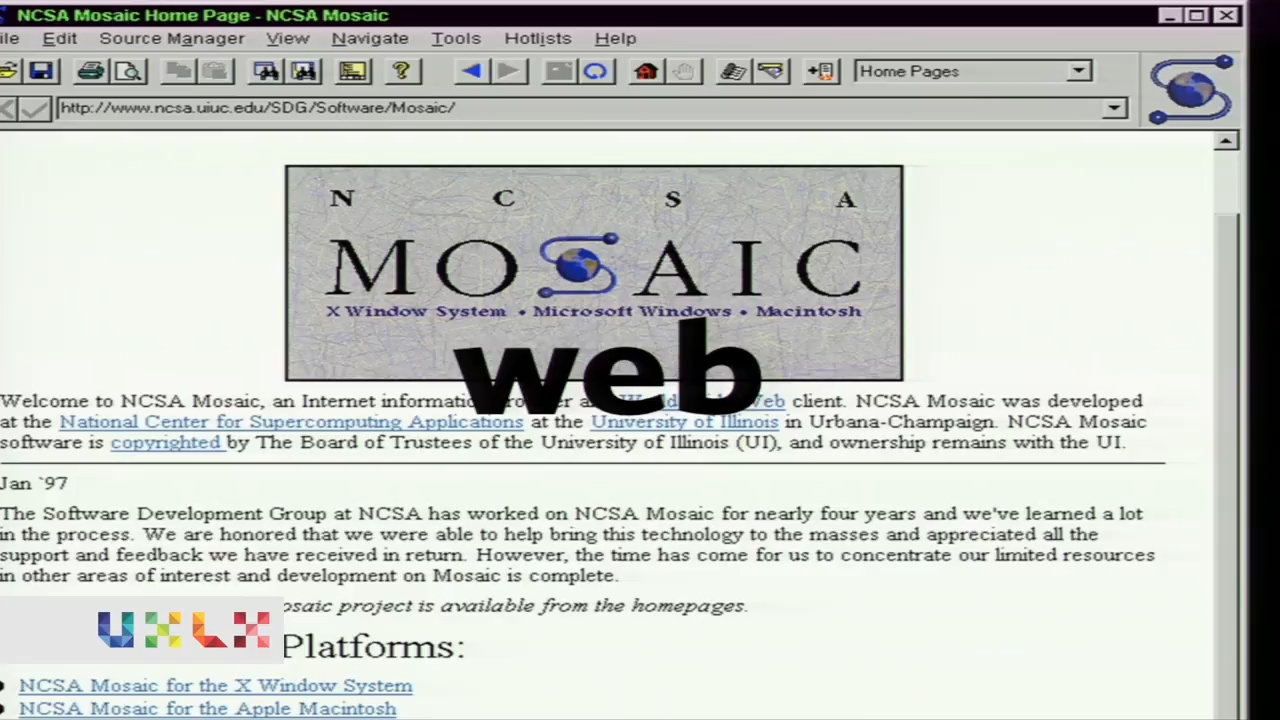 NCSA Mosaic Home Page - NCSA Mosaic
Edit Source Manager View Navigate Tools Hotlists Help
Home Pages
http://www.ncsa.uiuc.edu/SDG/Software/Mosaic/
N C S A
MOSAIC
X Window System • Microsoft Windows • Macintosh
web
Welcome to NCSA Mosaic, an Internet client. NCSA Mosaic was developed
at the National Center for Supercomputing Applications at the University of Illinois in Urbana-Champaign. NCSA Mosaic
software is copyrighted by The Board of Trustees of the University of Illinois (UI), and ownership remains with the UI.
Jan `97
The Software Development Group at NCSA has worked on NCSA Mosaic for nearly four years and we've learned a lot
in the process. We are honored that we were able to help bring this technology to the masses and appreciated all the
support and feedback we have received in return. However, the time has come for us to concentrate our limited resources
in other areas of interest and development on Mosaic is complete.
project is available from the homepages.
UXLX
Platforms:
NCSA Mosaic for the X Window System
NCSA Mosaic for the Apple Macintosh